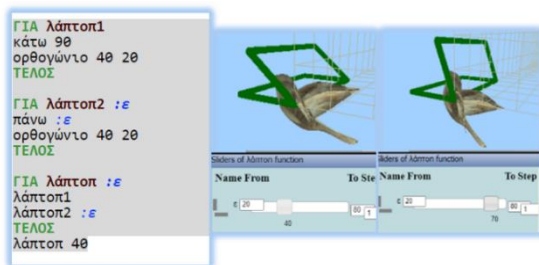 ΓΙΑ λάπτοπ1
κάτω 90
ορθογώνιο 40 20
ΤΕΛΟΣ
ΓΙΑ λάπτοπ2 :ε
πάνω :ε
ορθογώνιο 40 20
ΤΕΛΟΣ
ΓΙΑ λάπτοπ :ε
λάπτοπ1
λάπτοπ2 :ε
ΤΕΛΟΣ
λάπτοπ 40
Sliders of λάπτοπ function
Name From To Step
ε 20 80 1
40
Sliders of λάπτοπ function
Name From To Step
ε 20 80 1
70